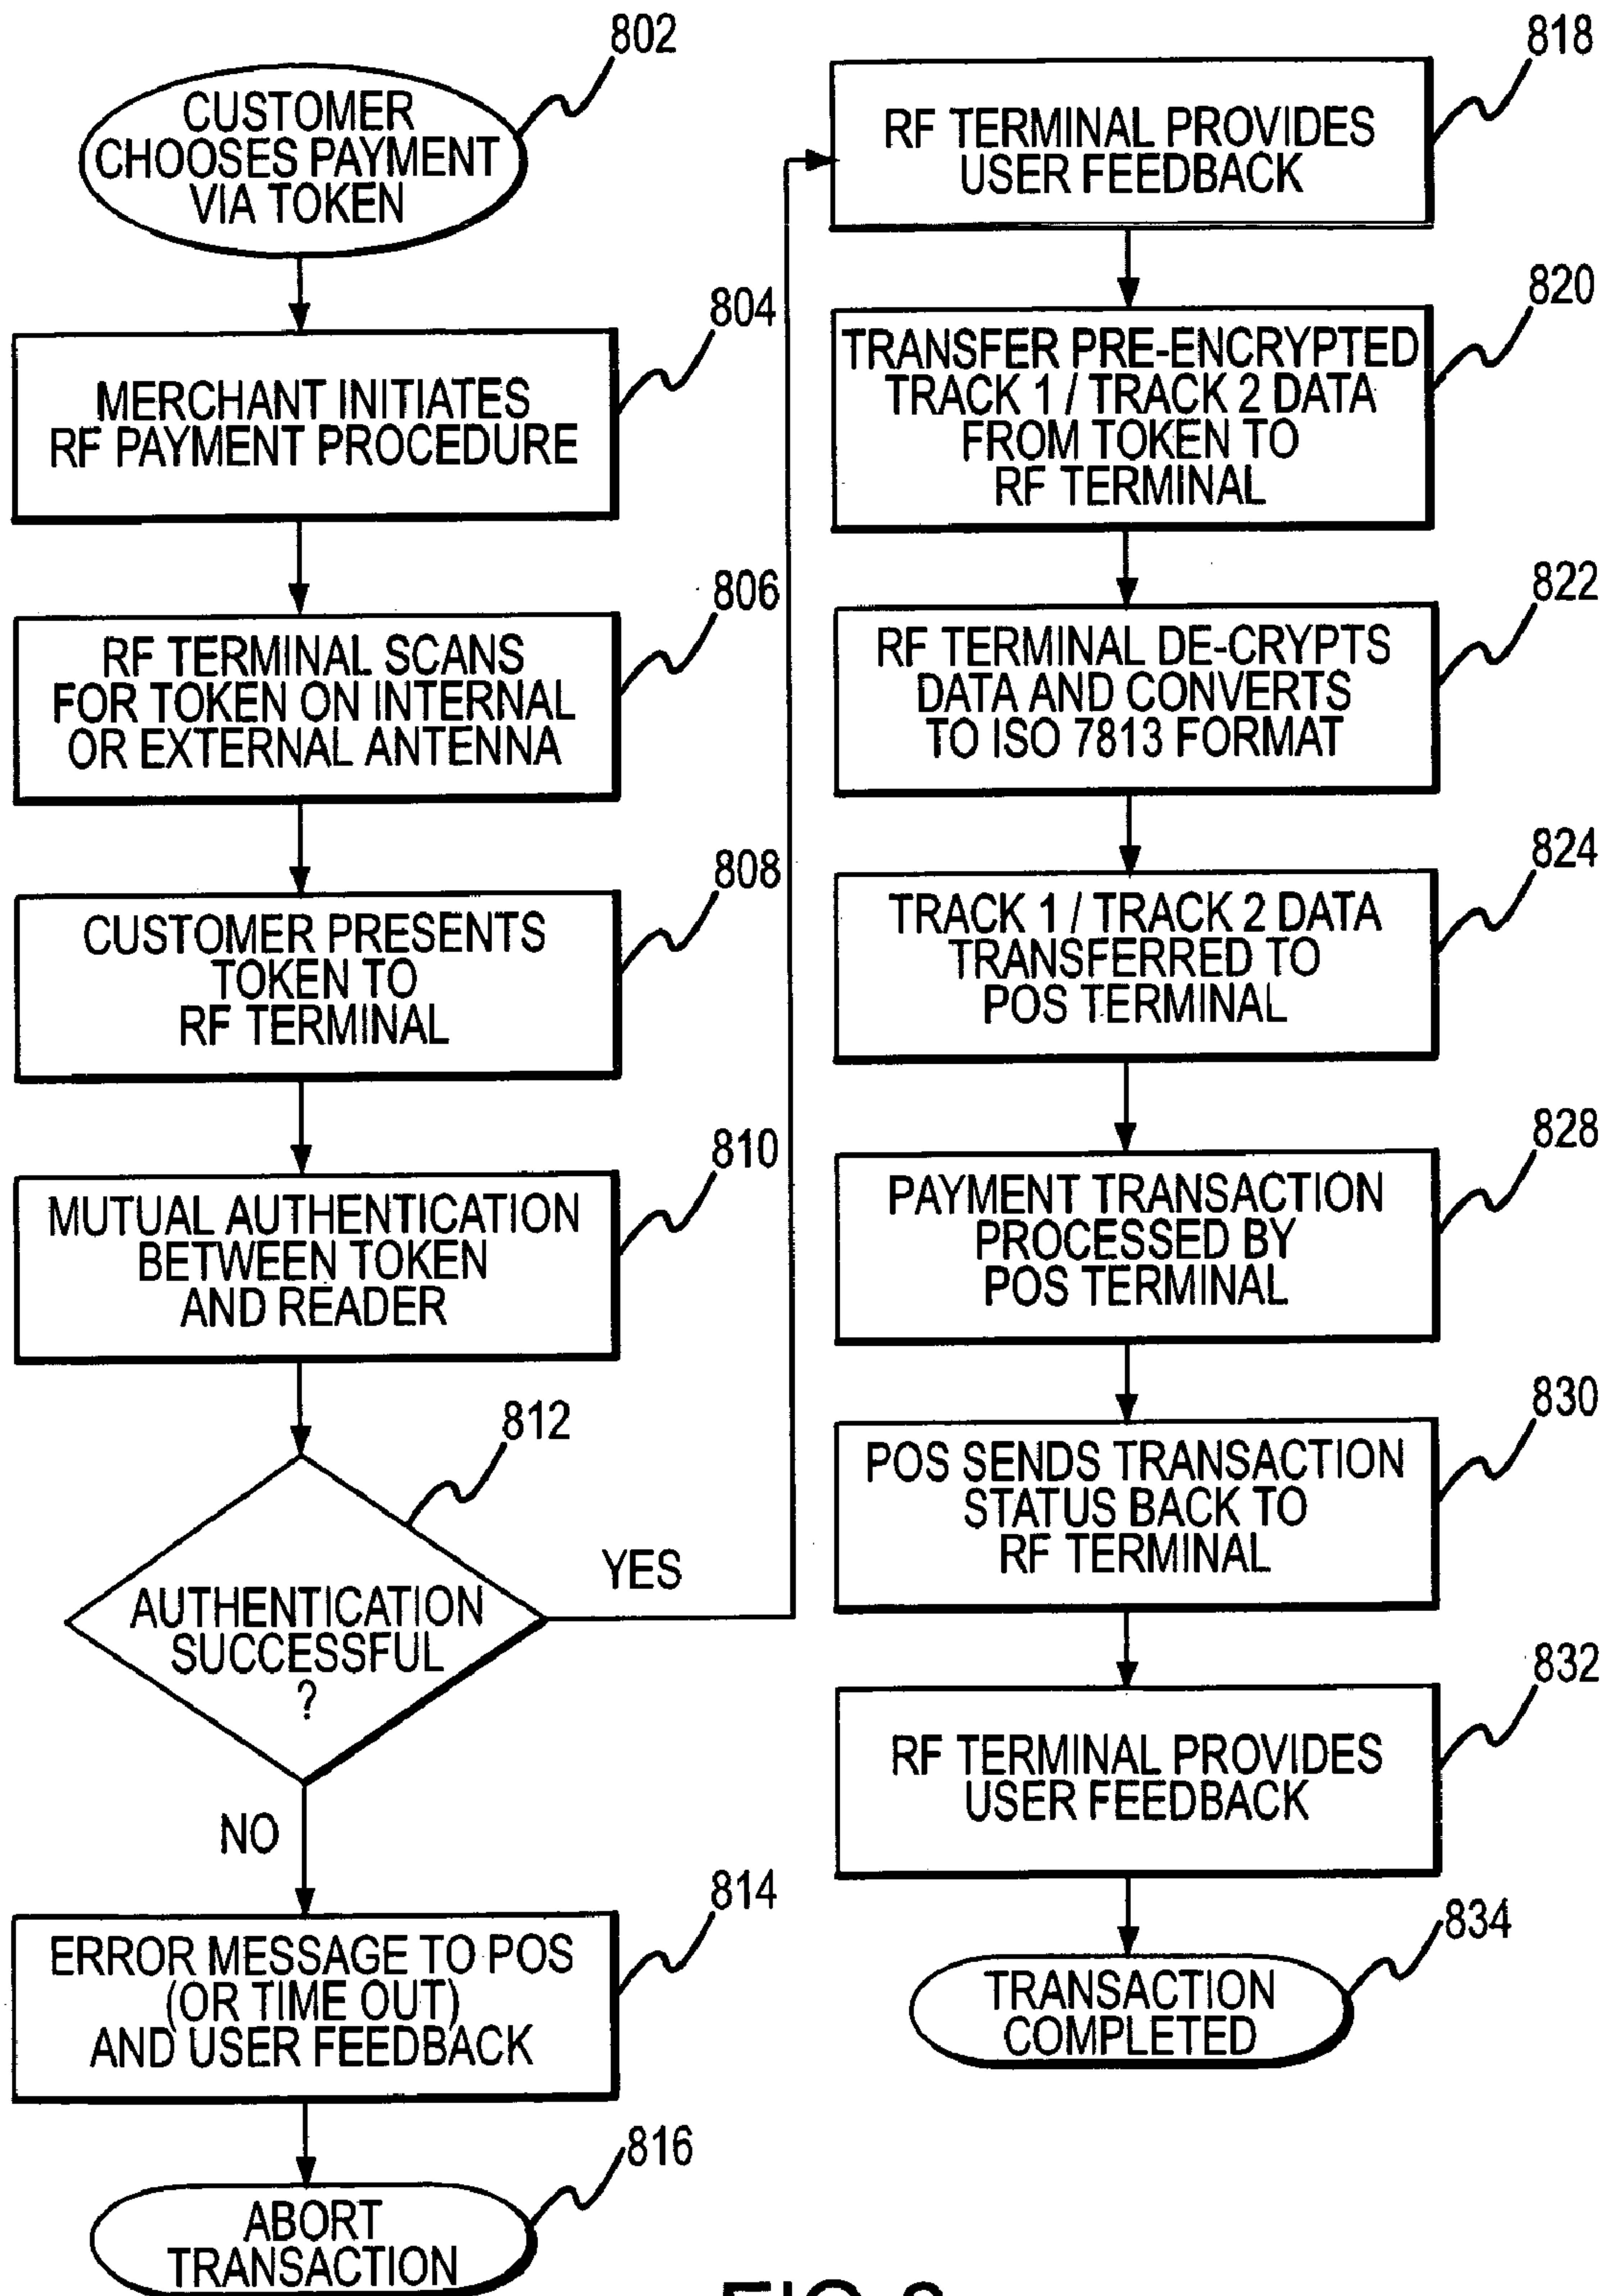 802
CUSTOMER
CHOOSES PAYMENT
VIA TOKEN
804
MERCHANT INITIATES
RF PAYMENT PROCEDURE
806
RF TERMINAL SCANS
FOR TOKEN ON INTERNAL
OR EXTERNAL ANTENNA
808
CUSTOMER PRESENTS
TOKEN TO
RF TERMINAL
810
MUTUAL AUTHENTICATION
BETWEEN TOKEN
AND READER
812
AUTHENTICATION
SUCCESSFUL
?
YES
NO
814
ERROR MESSAGE TO POS
(OR TIME OUT)
AND USER FEEDBACK
816
ABORT
TRANSACTION
818
RF TERMINAL PROVIDES
USER FEEDBACK
820
TRANSFER PRE-ENCRYPTED
TRACK 1 / TRACK 2 DATA
FROM TOKEN TO
RF TERMINAL
822
RF TERMINAL DE-CRYPTS
DATA AND CONVERTS
TO ISO 7813 FORMAT
824
TRACK 1 / TRACK 2 DATA
TRANSFERRED TO
POS TERMINAL
828
PAYMENT TRANSACTION
PROCESSED BY
POS TERMINAL
830
POS SENDS TRANSACTION
STATUS BACK TO
RF TERMINAL
832
RF TERMINAL PROVIDES
USER FEEDBACK
834
TRANSACTION
COMPLETED